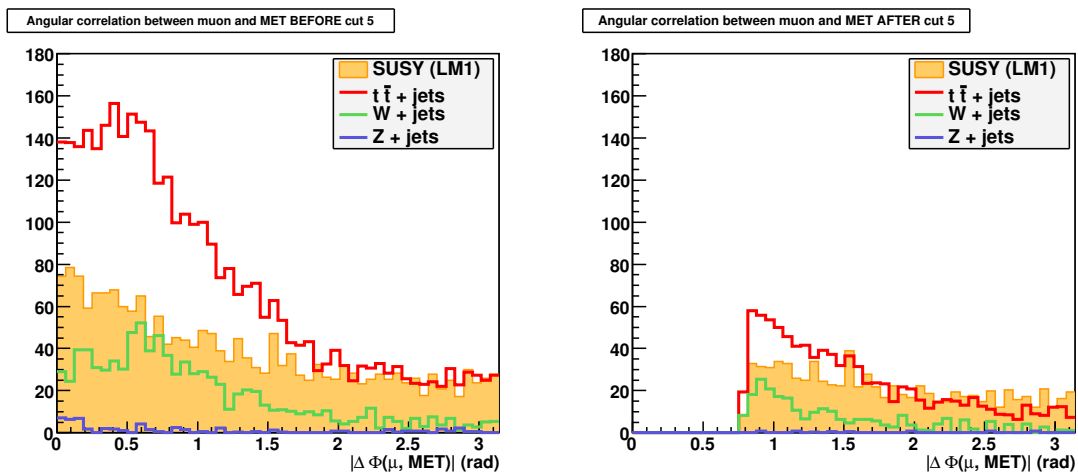 Angular correlation between muon and MET BEFORE cut 5
180
160
140
120
100
80
60
40
20
0
SUSY (LM1)
t t̄ + jets
W + jets
Z + jets
0 0.5 1 1.5 2 2.5 3
|Δ Φ(μ, MET)| (rad)
Angular correlation between muon and MET AFTER cut 5
180
160
140
120
100
80
60
40
20
0
SUSY (LM1)
t t̄ + jets
W + jets
Z + jets
0 0.5 1 1.5 2 2.5 3
|Δ Φ(μ, MET)| (rad)